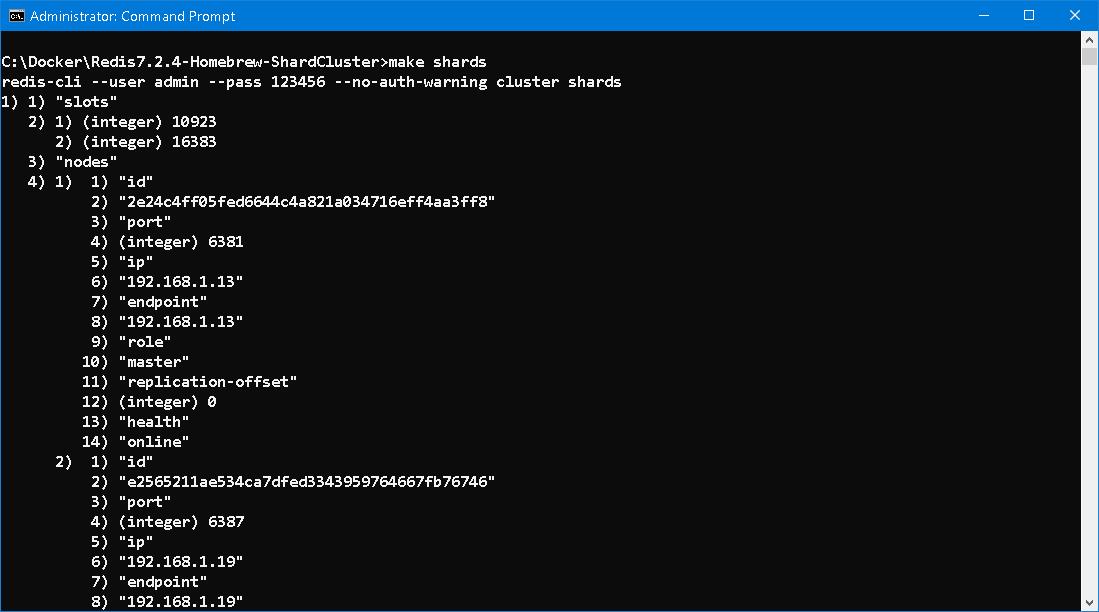 Administrator: Command Prompt
C:\Docker\Redis7.2.4-Homebrew-ShardCluster>make shards
redis-cli --user admin --pass 123456 --no-auth-warning cluster shards
1) 1) "slots"
   2) 1) (integer) 10923
      2) (integer) 16383
   3) "nodes"
   4) 1)  1) "id"
          2) "2e24c4ff05fed6644c4a821a034716eff4aa3ff8"
          3) "port"
          4) (integer) 6381
          5) "ip"
          6) "192.168.1.13"
          7) "endpoint"
          8) "192.168.1.13"
          9) "role"
         10) "master"
         11) "replication-offset"
         12) (integer) 0
         13) "health"
         14) "online"
      2)  1) "id"
          2) "e2565211ae534ca7dfed3343959764667fb76746"
          3) "port"
          4) (integer) 6387
          5) "ip"
          6) "192.168.1.19"
          7) "endpoint"
          8) "192.168.1.19"